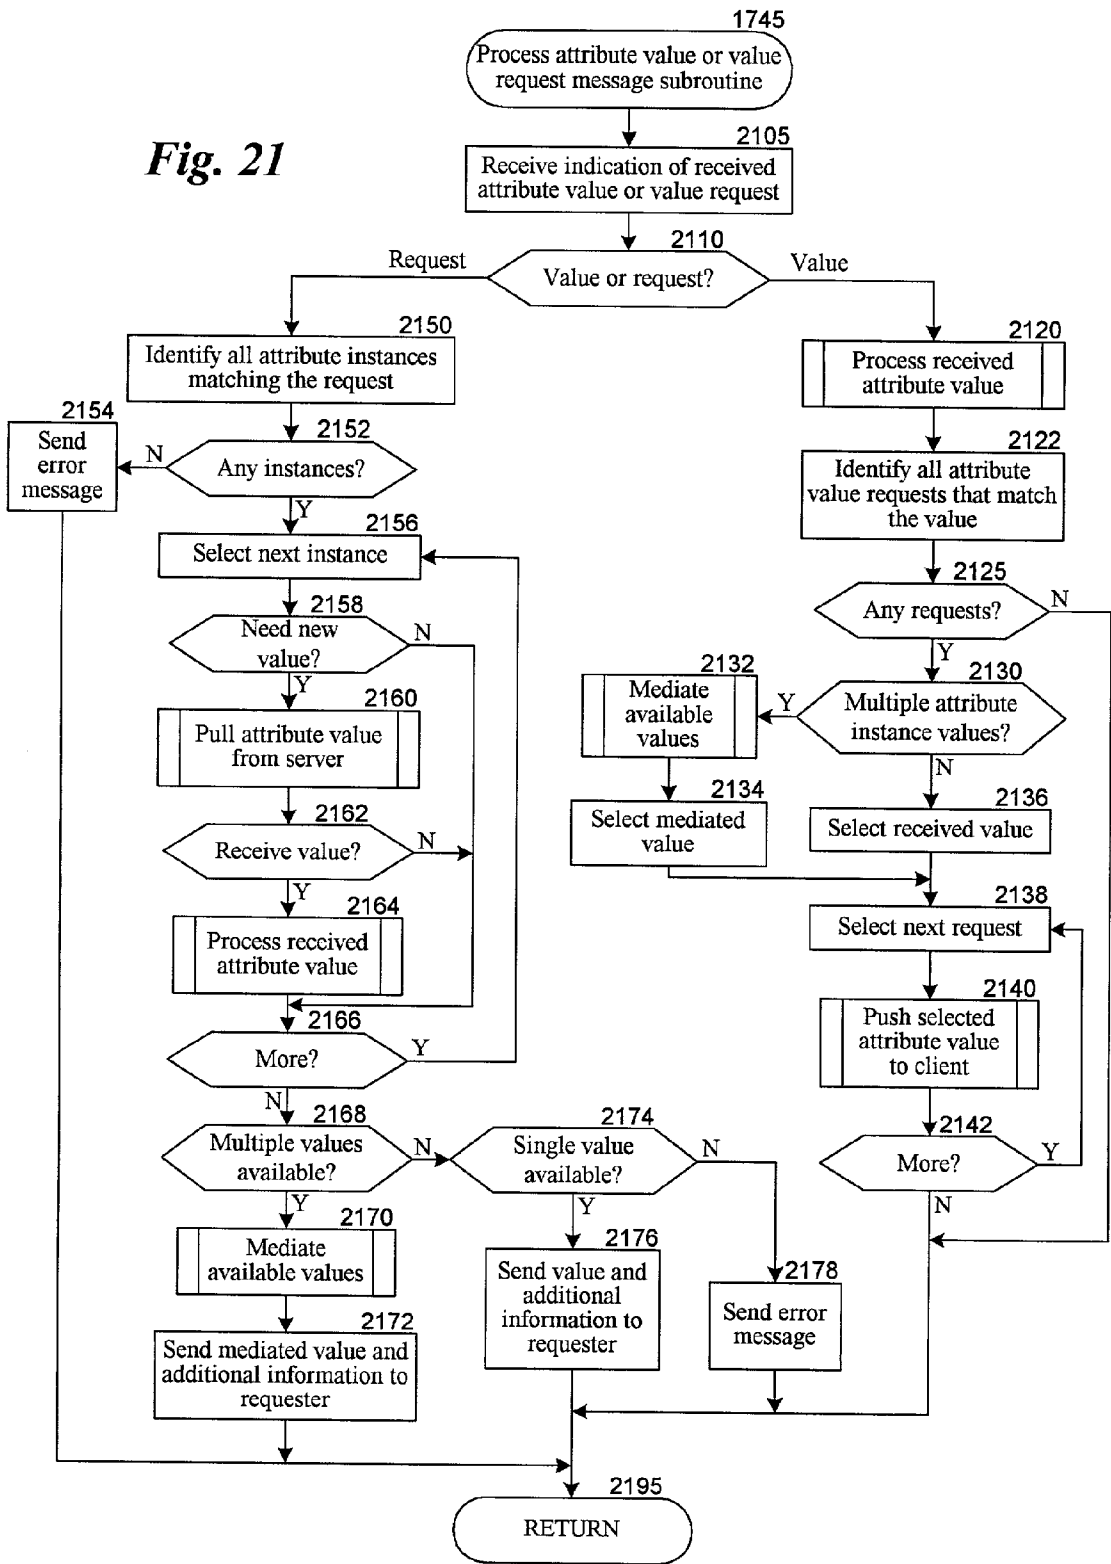 1745
Process attribute value or value
request message subroutine
Fig. 21
2105
Receive indication of received
attribute value or value request
2110
Value or request?
Request
Value
2150
Identify all attribute instances
matching the request
2120
Process received
attribute value
2154
Send
error
message
2152
Any instances?
N
Y
2122
Identify all attribute
value requests that match
the value
2156
Select next instance
2125
Any requests?
N
Y
2158
Need new
value?
N
Y
2132
Mediate
available
values
2130
Multiple attribute
instance values?
Y
N
2160
Pull attribute value
from server
2134
Select mediated
value
2136
Select received value
2162
Receive value?
N
Y
2164
Process received
attribute value
2138
Select next request
2140
Push selected
attribute value
to client
2166
More?
Y
N
2142
More?
Y
N
2168
Multiple values
available?
N
Y
2174
Single value
available?
N
Y
2170
Mediate
available values
2176
Send value and
additional
information to
requester
2178
Send error
message
2172
Send mediated value and
additional information to
requester
2195
RETURN